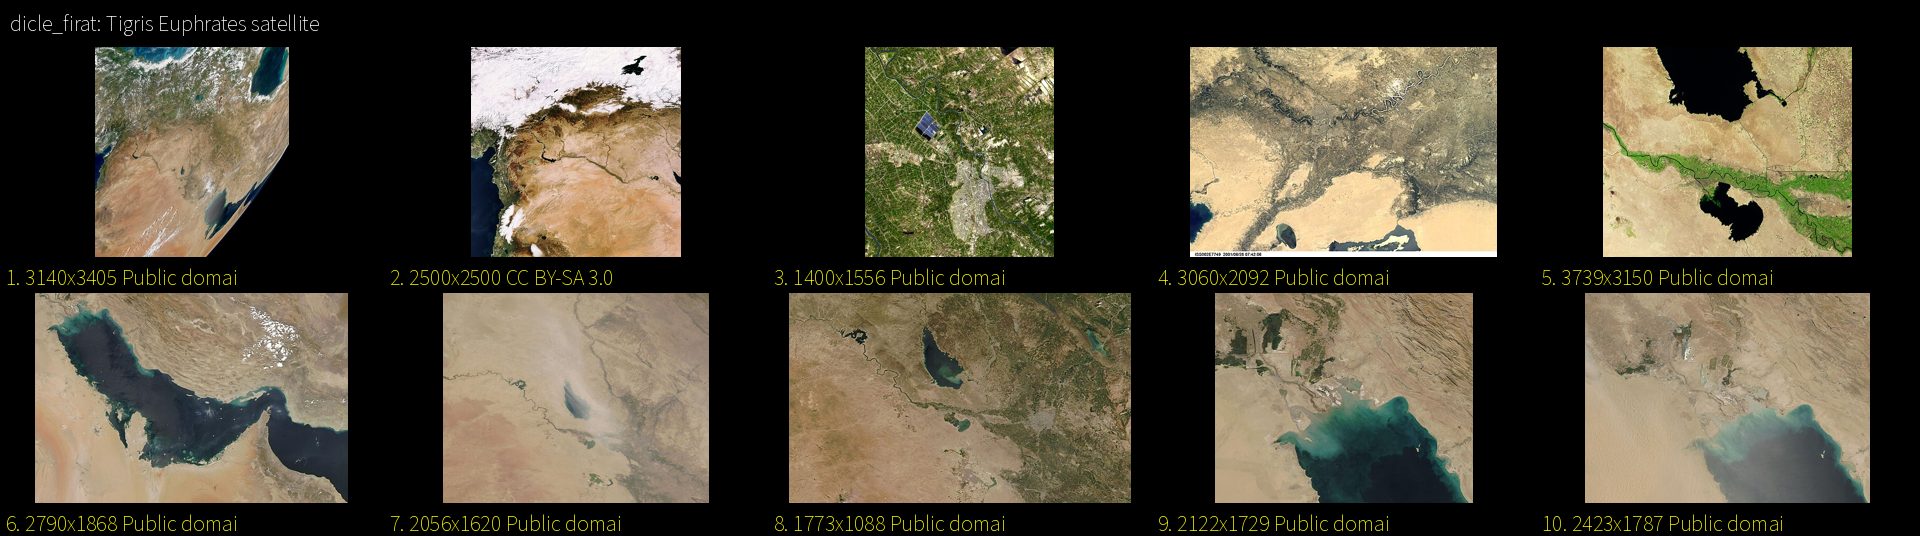 dicle_firat: Tigris Euphrates satellite
1. 3140x3405 Public domai
2. 2500x2500 CC BY-SA 3.0
3. 1400x1556 Public domai
4. 3060x2092 Public domai
5. 3739x3150 Public domai
6. 2790x1868 Public domai
7. 2056x1620 Public domai
8. 1773x1088 Public domai
9. 2122x1729 Public domai
10. 2423x1787 Public domai